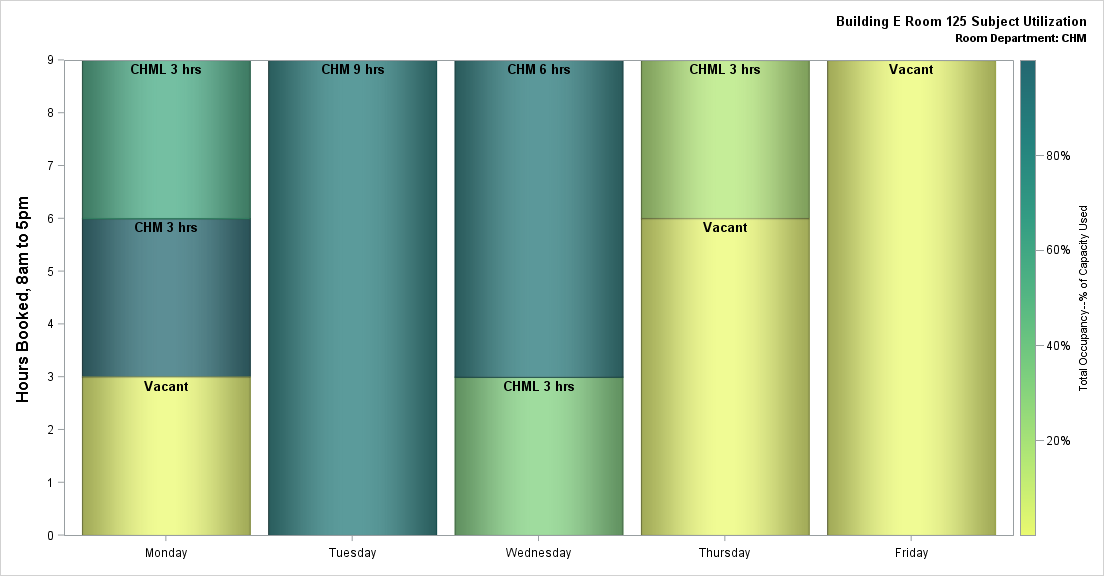 Building E Room 125 Subject Utilization
Room Department: CHM
Hours Booked, 8am to 5pm
9
8
7
6
5
4
3
2
1
0
CHML 3 hrs
CHM 3 hrs
Vacant
CHM 9 hrs
CHM 6 hrs
CHML 3 hrs
CHML 3 hrs
Vacant
Vacant
Monday
Tuesday
Wednesday
Thursday
Friday
80%
60%
40%
20%
Total Occupancy--% of Capacity Used